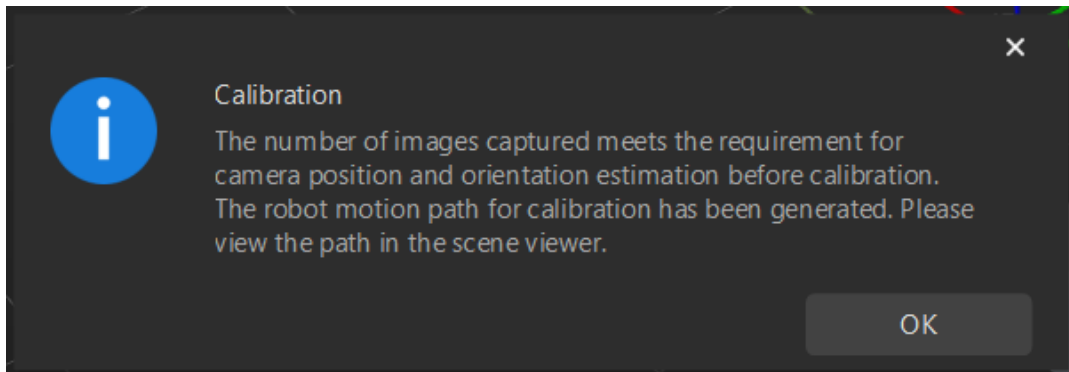 Calibration
The number of images captured meets the requirement for
camera position and orientation estimation before calibration.
The robot motion path for calibration has been generated. Please
view the path in the scene viewer.
OK